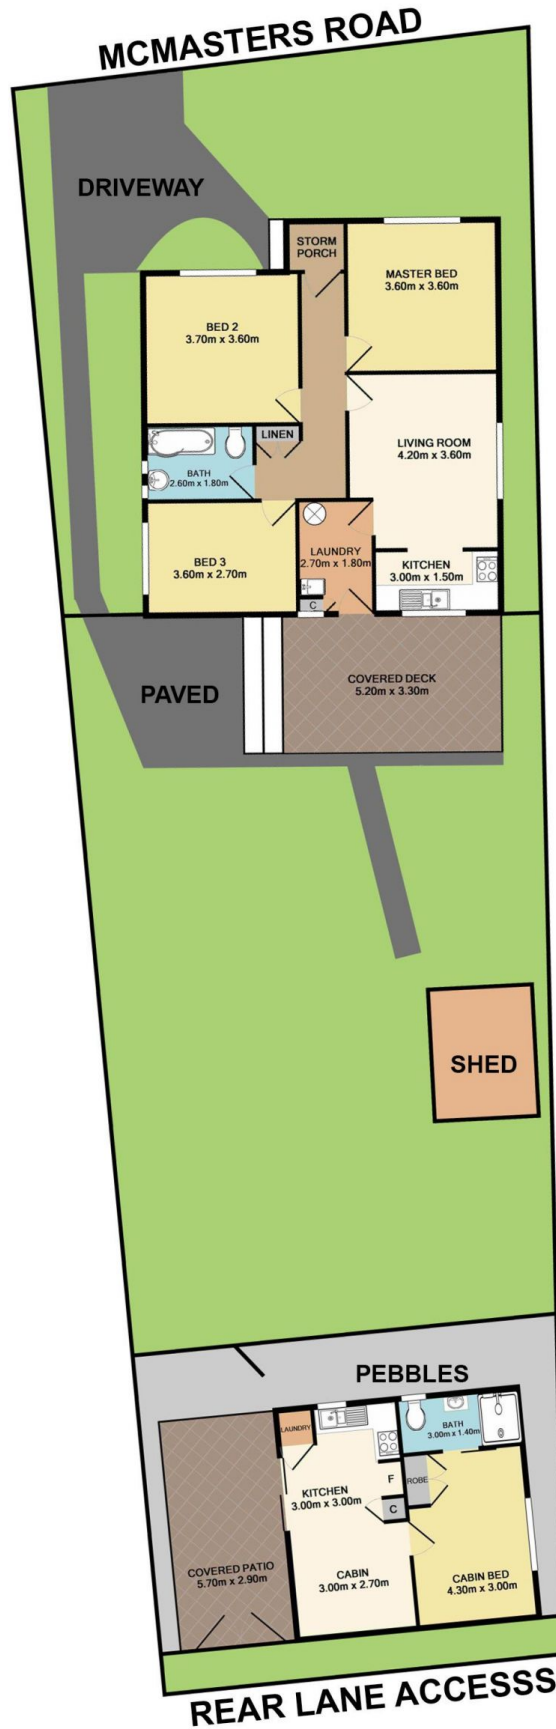 MCMASTERS ROAD
DRIVEWAY
STORM
PORCH
MASTER BED
3.60m x 3.60m
BED 2
3.70m x 3.60m
LINEN
LIVING ROOM
4.20m x 3.60m
BATH
2.60m x 1.80m
BED 3
3.60m x 2.70m
LAUNDRY
2.70m x 1.80m
KITCHEN
3.00m x 1.50m
C
PAVED
COVERED DECK
5.20m x 3.30m
SHED
PEBBLES
LAUNDRY
BATH
3.00m x 1.40m
KITCHEN
3.00m x 3.00m
F
ROBE
C
COVERED PATIO
5.70m x 2.90m
CABIN
3.00m x 2.70m
CABIN BED
4.30m x 3.00m
REAR LANE ACCESSS